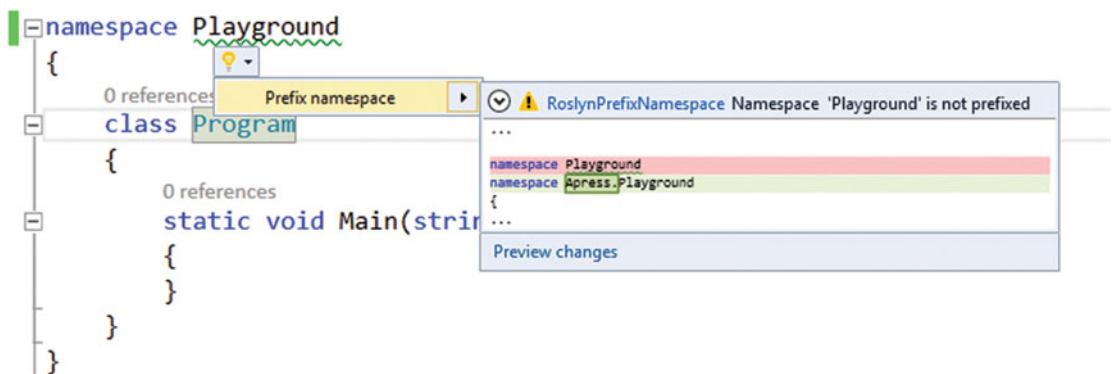 namespace Playground
{
0 references
Prefix namespace
RoslynPrefixNamespace Namespace 'Playground' is not prefixed
...
namespace Playground
namespace Apress.Playground
{
...
Preview changes
class Program
{
0 references
static void Main(strin
{
}
}
}